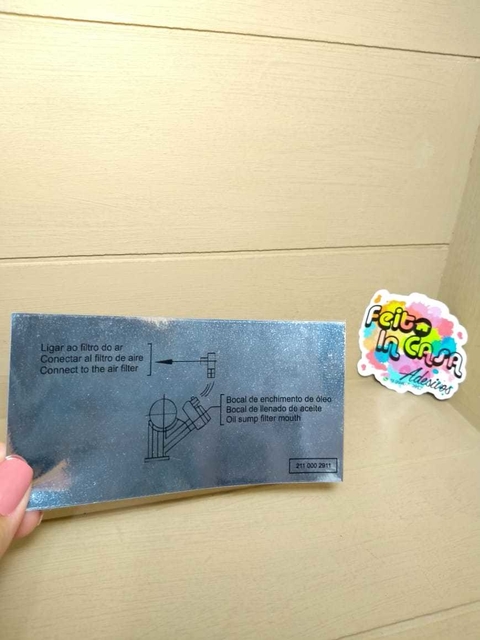 Ligar ao filtro do ar
Conectar al filtro de aire
Connect to the air filter
Bocal de enchimento de óleo
Bocal de llenado de aceite
Oil sump filter mouth
211 000 2911
Feito
in CASA
Adesivos